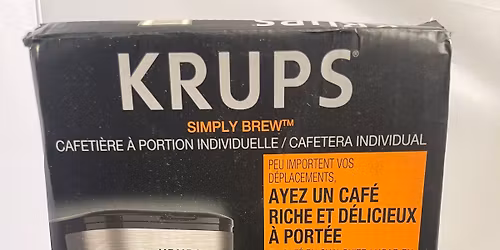 KRUPS®
SIMPLY BREW™
CAFETIÈRE À PORTION INDIVIDUELLE / CAFETERA INDIVIDUAL
PEU IMPORTENT VOS
DÉPLACEMENTS,
AYEZ UN CAFÉ
RICHE ET DÉLICIEUX
À PORTÉE